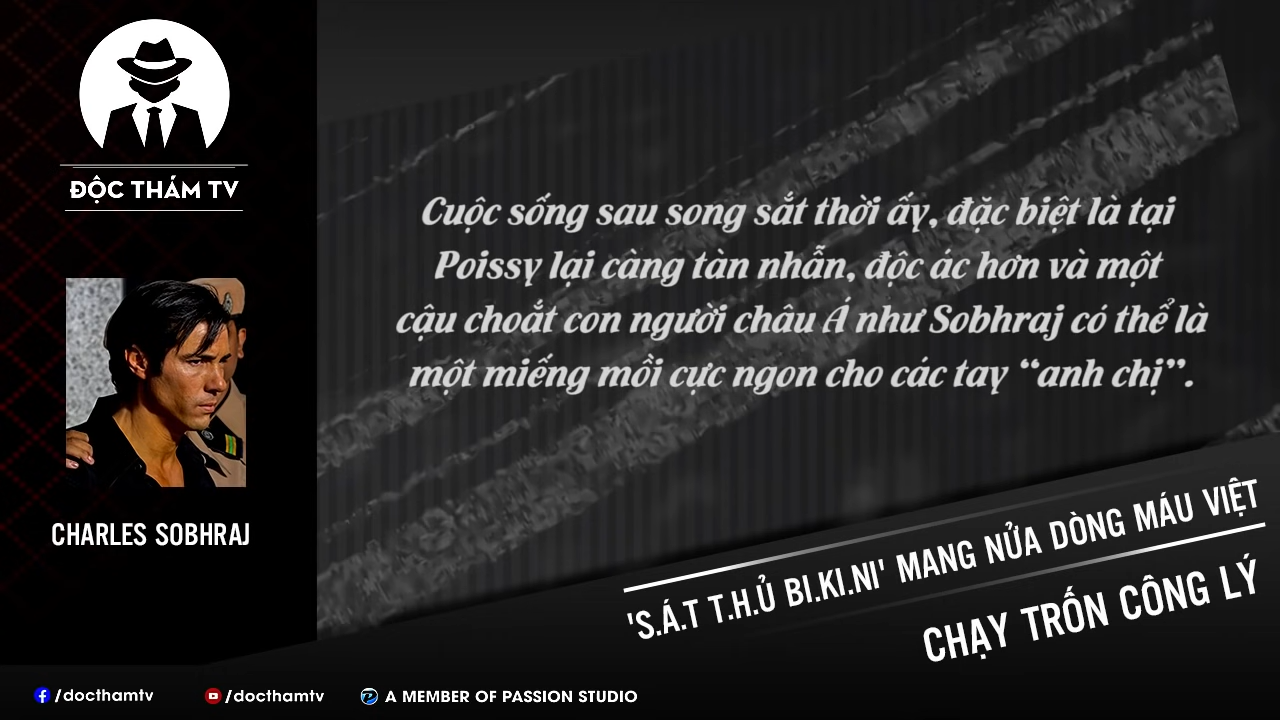 ĐỘC THÁM TV
CHARLES SOBHRAJ
Cuộc sống sau song sắt thời ấy, đặc biệt là tại
Poissy lại càng tàn nhẫn, độc ác hơn và một
cậu choắt con người châu Á như Sobhraj có thể là
một miếng mồi cực ngon cho các tay “anh chị”.
'S.Á.T T.H.Ủ BI.KI.NI' MANG NỬA DÒNG MÁU VIỆT
CHẠY TRỐN CÔNG LÝ
/docthamtv
/docthamtv
A MEMBER OF PASSION STUDIO